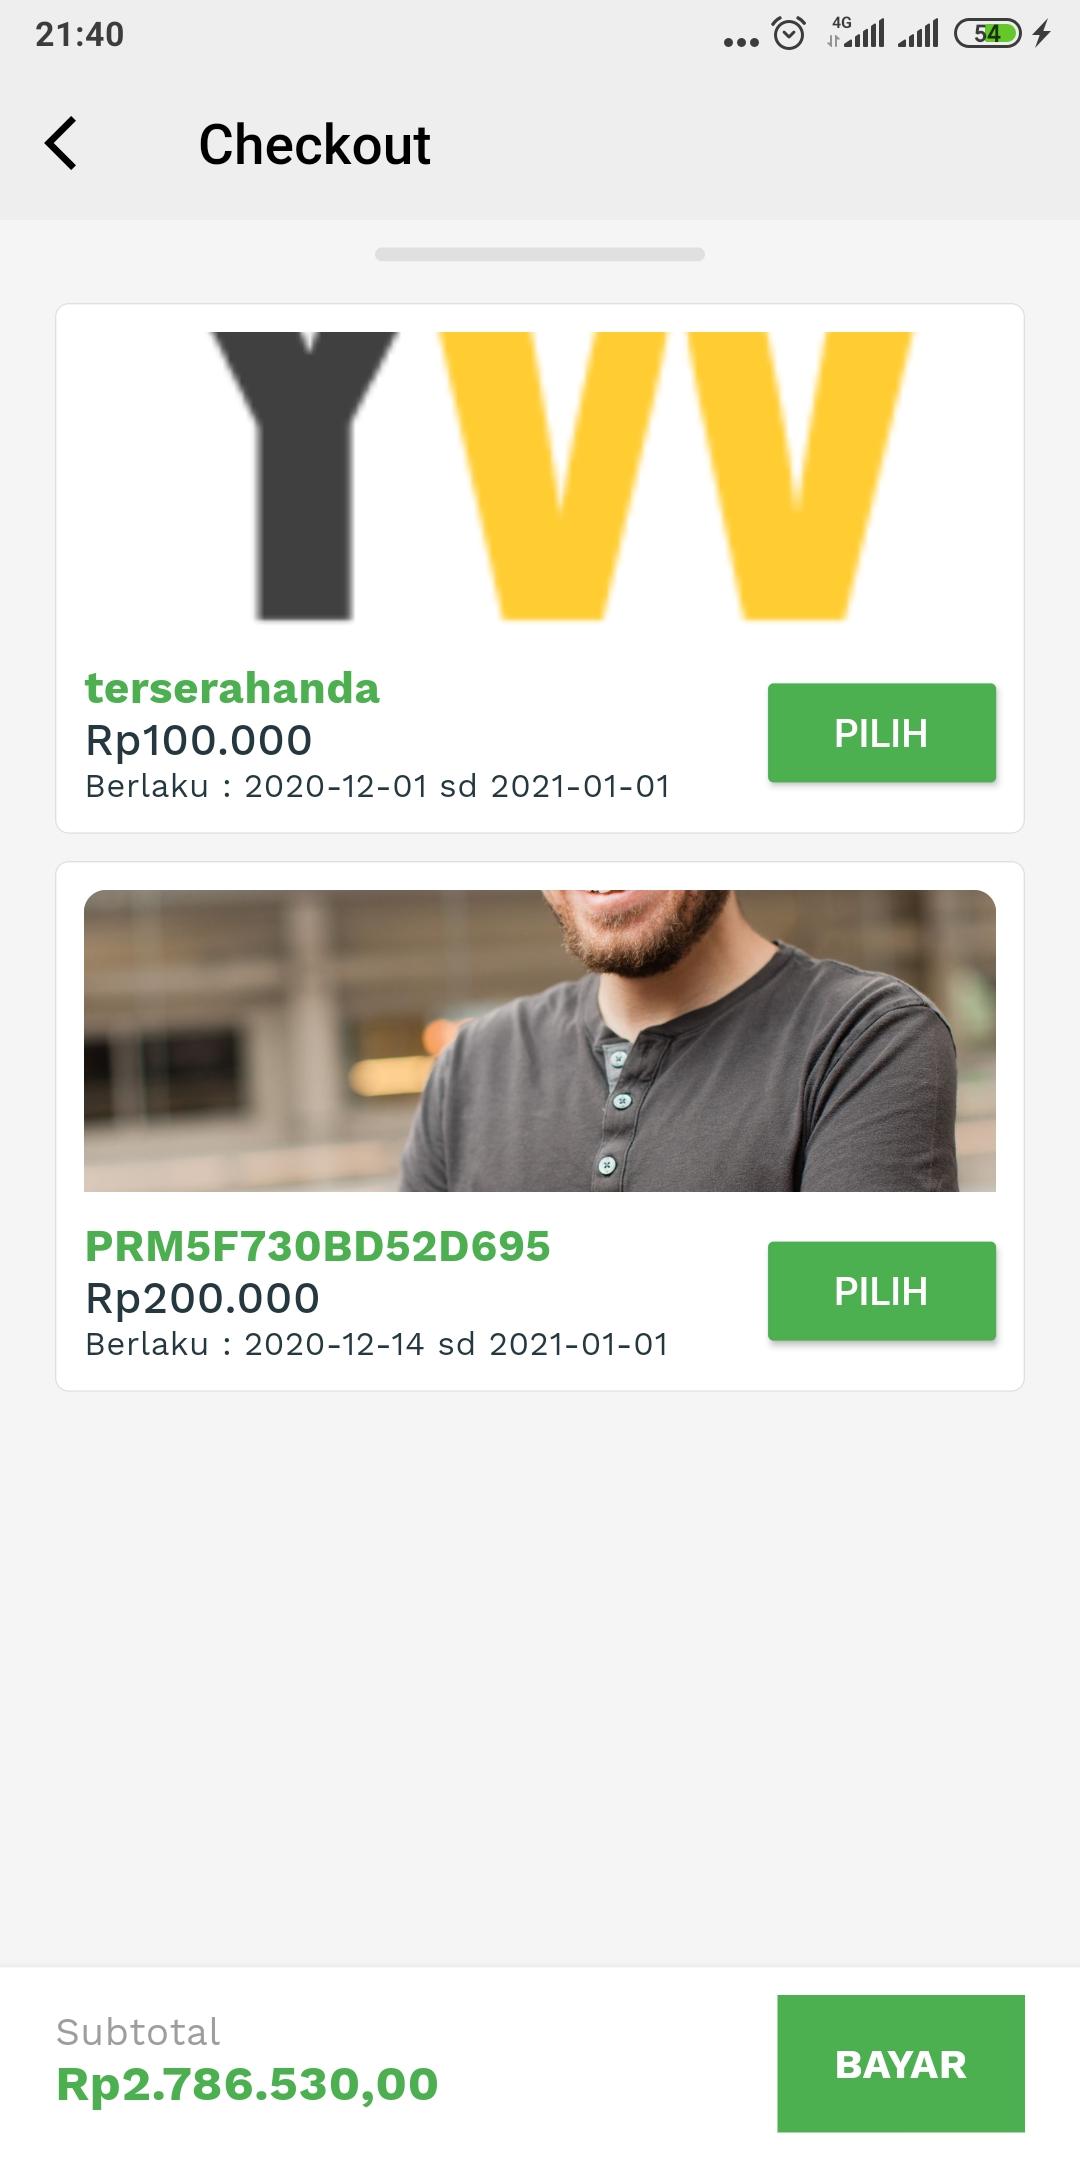 21:40
4G
54
Checkout
YW
terserahanda
Rp100.000
Berlaku : 2020-12-01 sd 2021-01-01
PILIH
PRM5F730BD52D695
Rp200.000
Berlaku : 2020-12-14 sd 2021-01-01
PILIH
Subtotal
Rp2.786.530,00
BAYAR